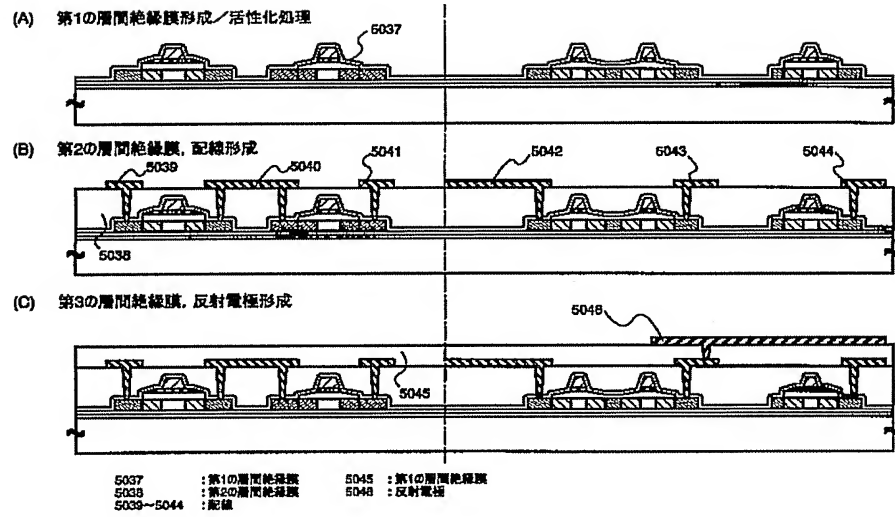 (A) 第1の層間絶縁膜形成／活性化処理
5037
(B) 第2の層間絶縁膜, 配線形成
5039
5040
5041
5042
5043
5044
5038
(C) 第3の層間絶縁膜, 反射電極形成
5046
5045
5037 :第1の層間絶縁膜 5045 :第1の層間絶縁膜
5038 :第2の層間絶縁膜 5046 :反射電極
5039～5044 :配線